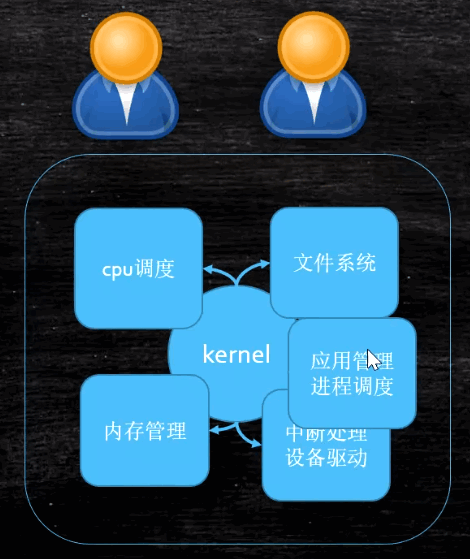 cpu调度
文件系统
kernel
应用管理
进程调度
内存管理
中断处理
设备驱动